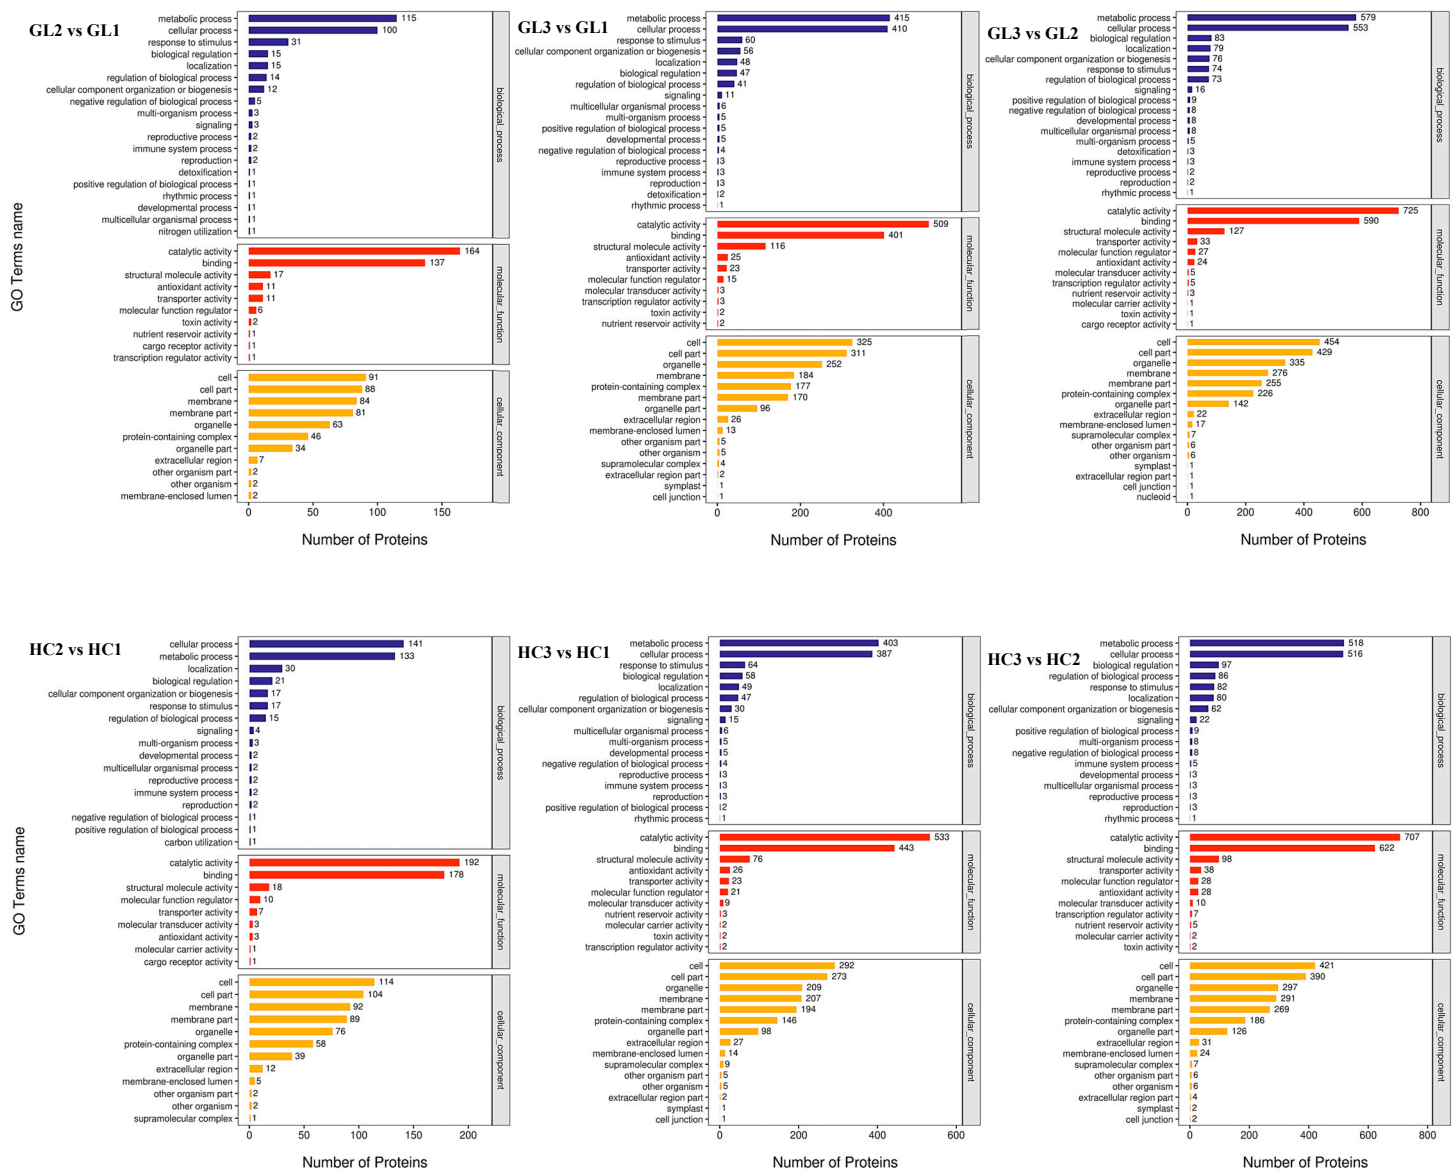 GL2 vs GL1
GO Terms name
metabolic process 115
cellular process 100
response to stimulus 31
biological regulation 15
localization 15
regulation of biological process 14
cellular component organization or biogenesis 12
negative regulation of biological process 5
multi-organism process 3
signaling 3
reproductive process 2
immune system process 2
reproduction 2
detoxification 1
positive regulation of biological process 1
rhythmic process 1
developmental process 1
multicellular organismal process 1
nitrogen utilization 1
biological_process
catalytic activity 164
binding 137
structural molecule activity 17
antioxidant activity 11
transporter activity 11
molecular function regulator 6
toxin activity 2
nutrient reservoir activity 1
cargo receptor activity 1
transcription regulator activity 1
molecular_function
cell 91
cell part 88
membrane 84
membrane part 81
organelle 63
protein-containing complex 46
organelle part 34
extracellular region 7
other organism part 2
other organism 2
membrane-enclosed lumen 2
cellular_component
0 50 100 150
Number of Proteins
GL3 vs GL1
metabolic process 415
cellular process 410
response to stimulus 60
cellular component organization or biogenesis 56
localization 48
biological regulation 47
regulation of biological process 41
signaling 11
multicellular organismal process 6
multi-organism process 5
positive regulation of biological process 5
developmental process 5
negative regulation of biological process 4
reproductive process 3
immune system process 3
reproduction 3
detoxification 2
rhythmic process 1
biological_process
catalytic activity 509
binding 401
structural molecule activity 116
antioxidant activity 25
transporter activity 23
molecular function regulator 15
molecular transducer activity 3
transcription regulator activity 3
toxin activity 2
nutrient reservoir activity 2
molecular_function
cell 325
cell part 311
organelle 252
membrane 184
protein-containing complex 177
membrane part 170
organelle part 96
extracellular region 26
membrane-enclosed lumen 13
other organism part 5
other organism 5
supramolecular complex 4
extracellular region part 2
symplast 1
cell junction 1
cellular_component
0 200 400
Number of Proteins
GL3 vs GL2
metabolic process 579
cellular process 553
biological regulation 83
localization 79
cellular component organization or biogenesis 76
response to stimulus 74
regulation of biological process 73
signaling 16
positive regulation of biological process 9
negative regulation of biological process 8
developmental process 8
multicellular organismal process 8
multi-organism process 5
detoxification 3
immune system process 3
reproductive process 2
reproduction 2
rhythmic process 1
biological_process
catalytic activity 725
binding 590
structural molecule activity 127
transporter activity 33
molecular function regulator 27
antioxidant activity 24
molecular transducer activity 5
transcription regulator activity 5
nutrient reservoir activity 3
molecular carrier activity 1
toxin activity 1
cargo receptor activity 1
molecular_function
cell 454
cell part 429
organelle 335
membrane 276
membrane part 255
protein-containing complex 226
organelle part 142
extracellular region 22
membrane-enclosed lumen 17
supramolecular complex 7
other organism part 6
other organism 6
symplast 1
extracellular region part 1
cell junction 1
nucleoid 1
cellular_component
0 200 400 600 800
Number of Proteins
HC2 vs HC1
GO Terms name
cellular process 141
metabolic process 133
localization 30
biological regulation 21
cellular component organization or biogenesis 17
response to stimulus 17
regulation of biological process 15
signaling 4
multi-organism process 3
developmental process 2
multicellular organismal process 2
reproductive process 2
immune system process 2
reproduction 2
negative regulation of biological process 1
positive regulation of biological process 1
carbon utilization 1
biological_process
catalytic activity 192
binding 178
structural molecule activity 18
molecular function regulator 10
transporter activity 7
molecular transducer activity 3
antioxidant activity 3
molecular carrier activity 1
cargo receptor activity 1
molecular_function
cell 114
cell part 104
membrane 92
membrane part 89
organelle 76
protein-containing complex 58
organelle part 39
extracellular region 12
membrane-enclosed lumen 5
other organism part 2
other organism 2
supramolecular complex 1
cellular_component
0 50 100 150 200
Number of Proteins
HC3 vs HC1
metabolic process 403
cellular process 387
response to stimulus 64
biological regulation 58
localization 49
regulation of biological process 47
cellular component organization or biogenesis 30
signaling 15
multicellular organismal process 6
multi-organism process 5
developmental process 5
negative regulation of biological process 4
reproductive process 3
immune system process 3
reproduction 3
positive regulation of biological process 2
rhythmic process 1
biological_process
catalytic activity 533
binding 443
structural molecule activity 76
antioxidant activity 26
transporter activity 23
molecular function regulator 21
molecular transducer activity 9
nutrient reservoir activity 3
molecular carrier activity 2
toxin activity 2
transcription regulator activity 2
molecular_function
cell 292
cell part 273
organelle 209
membrane 207
membrane part 194
protein-containing complex 146
organelle part 98
extracellular region 27
membrane-enclosed lumen 14
supramolecular complex 9
other organism part 5
other organism 5
extracellular region part 2
symplast 1
cell junction 1
cellular_component
0 200 400 600
Number of Proteins
HC3 vs HC2
metabolic process 518
cellular process 516
biological regulation 97
regulation of biological process 86
response to stimulus 82
localization 80
cellular component organization or biogenesis 62
signaling 22
positive regulation of biological process 9
multi-organism process 8
negative regulation of biological process 8
immune system process 5
developmental process 3
multicellular organismal process 3
reproductive process 3
reproduction 3
rhythmic process 1
biological_process
catalytic activity 707
binding 622
structural molecule activity 98
transporter activity 38
molecular function regulator 28
antioxidant activity 28
molecular transducer activity 10
transcription regulator activity 7
nutrient reservoir activity 5
molecular carrier activity 2
toxin activity 2
molecular_function
cell 421
cell part 390
organelle 297
membrane 291
membrane part 269
protein-containing complex 186
organelle part 126
extracellular region 31
membrane-enclosed lumen 24
supramolecular complex 7
other organism part 6
other organism 6
extracellular region part 4
symplast 2
cell junction 2
cellular_component
0 200 400 600 800
Number of Proteins